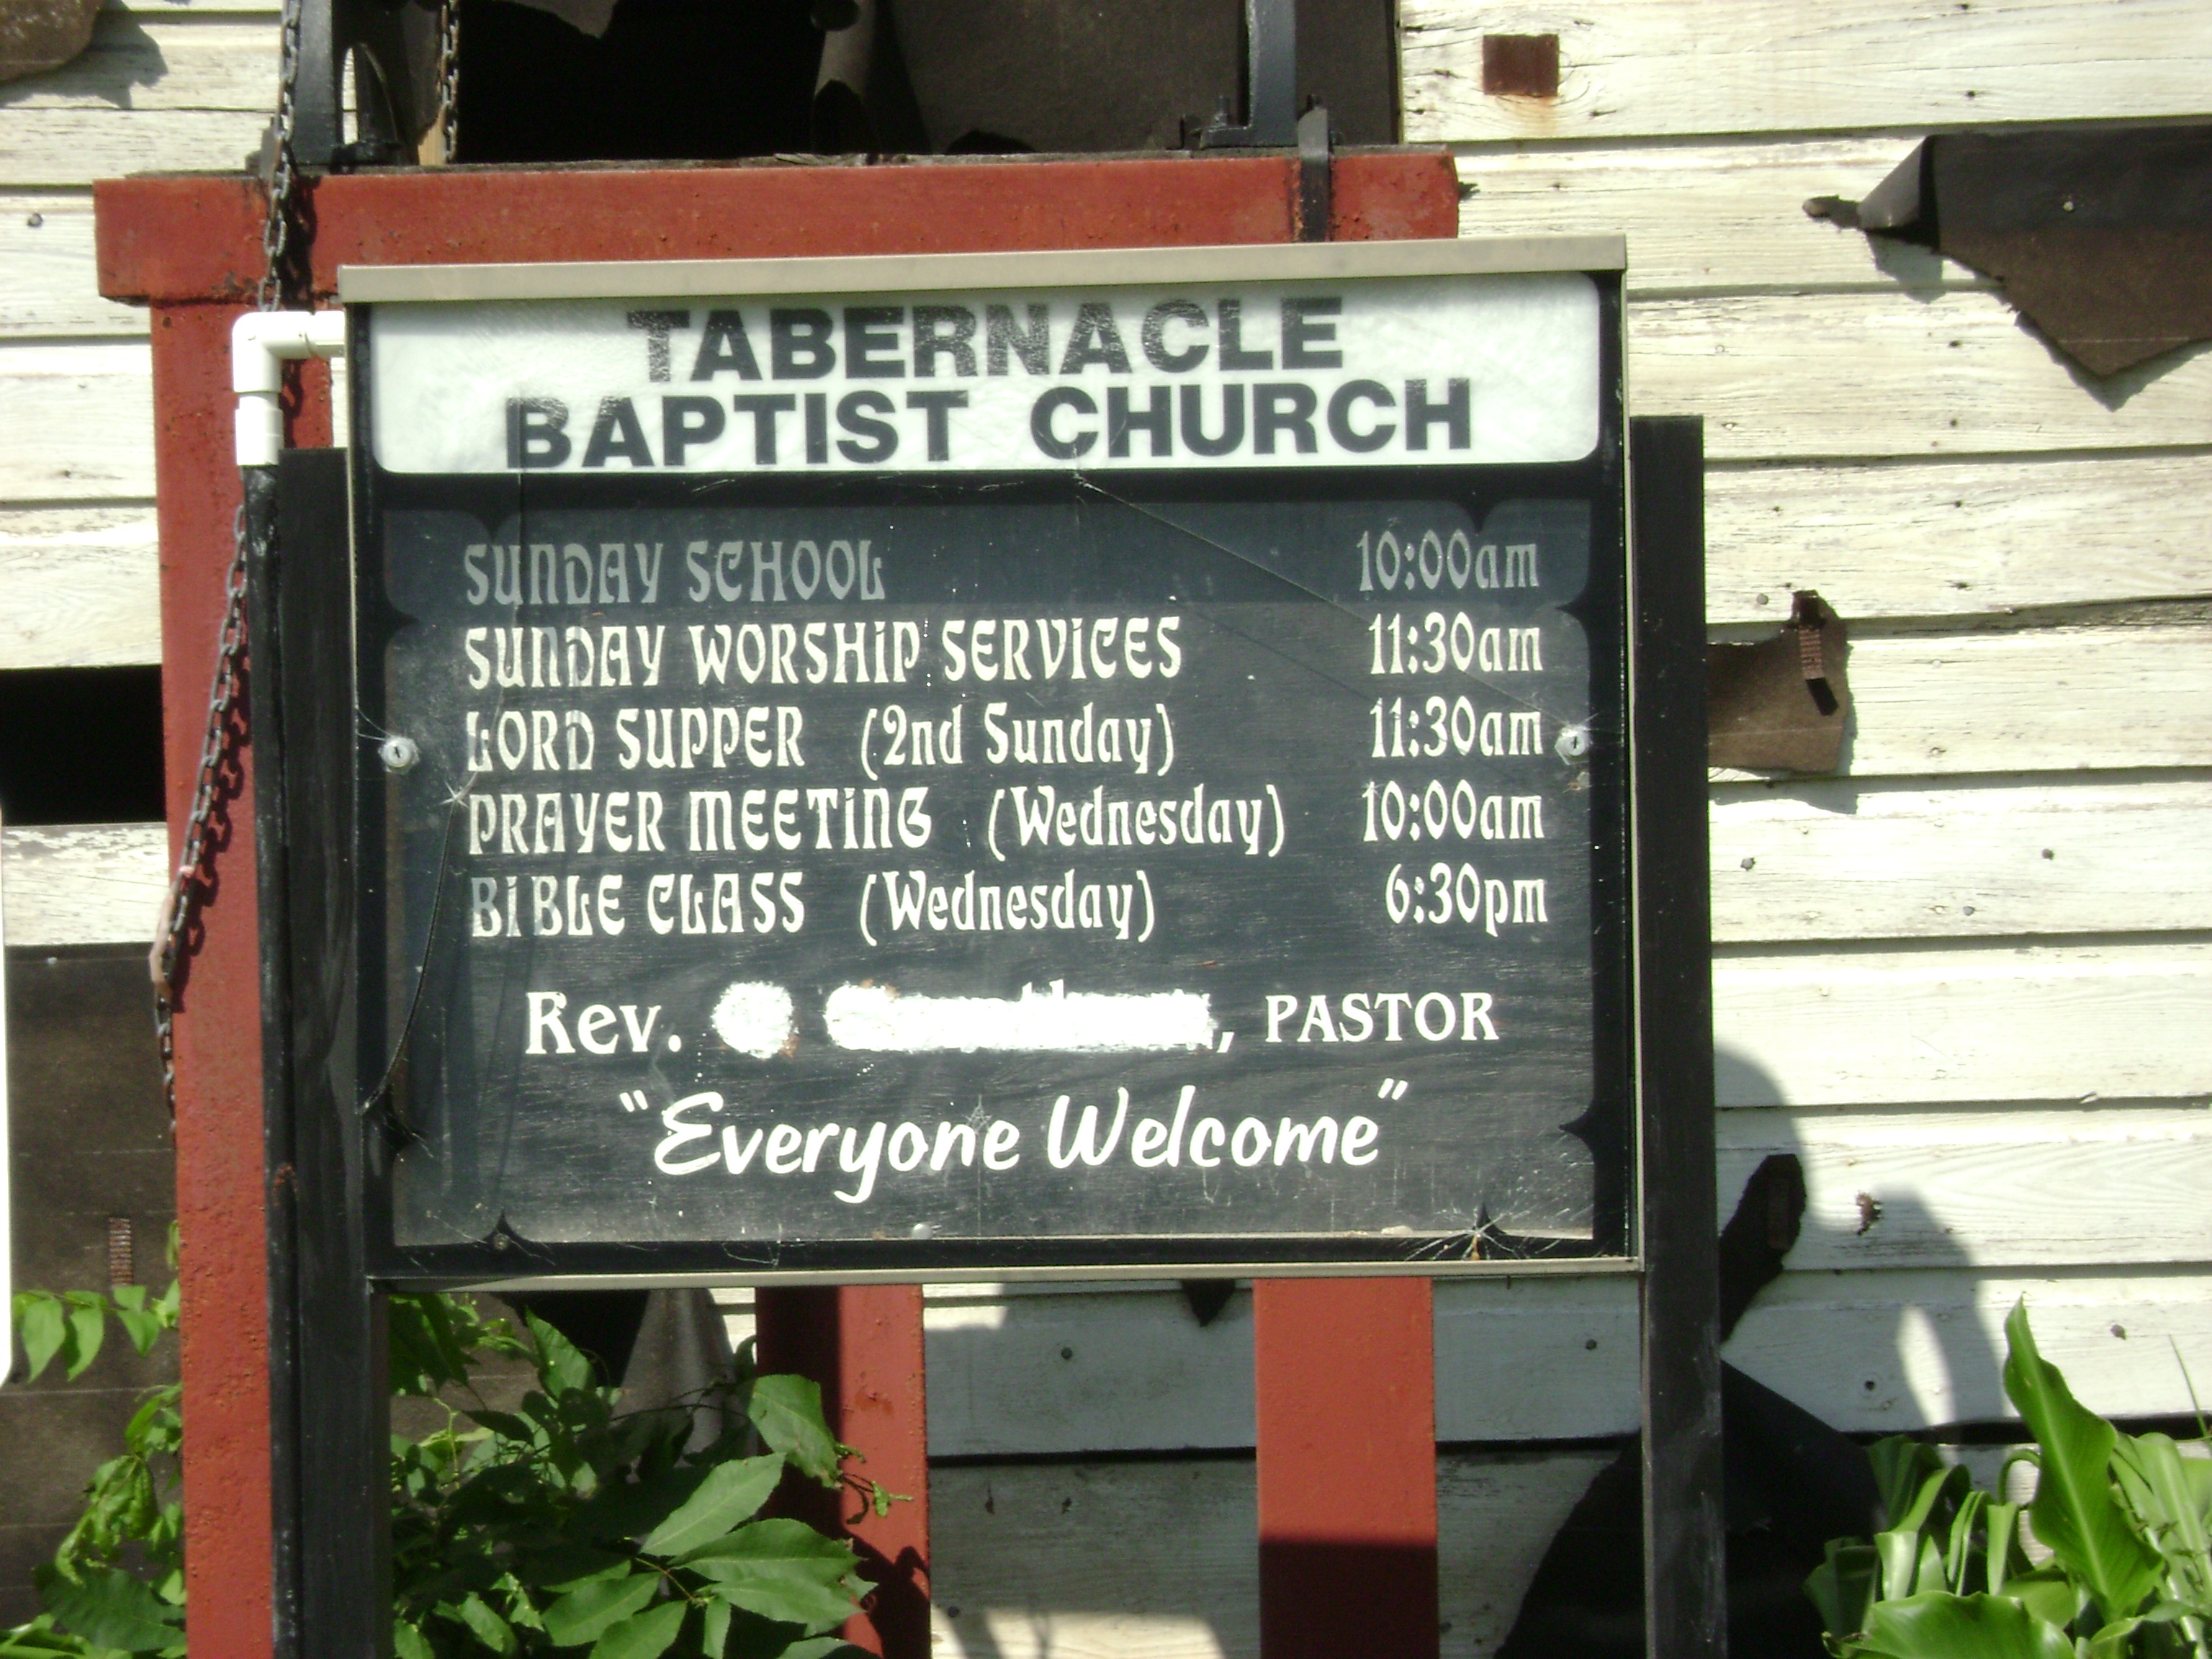 TABERNACLE
BAPTIST CHURCH
SUNDAY SCHOOL 10:00am
SUNDAY WORSHiP SERViCES 11:30am
LORD SUPPER (2nd Sunday) 11:30am
PRAYER MEETiNG (Wednesday) 10:00am
BiBLE CLASS (Wednesday) 6:30pm
Rev. , PASTOR
"Everyone Welcome"